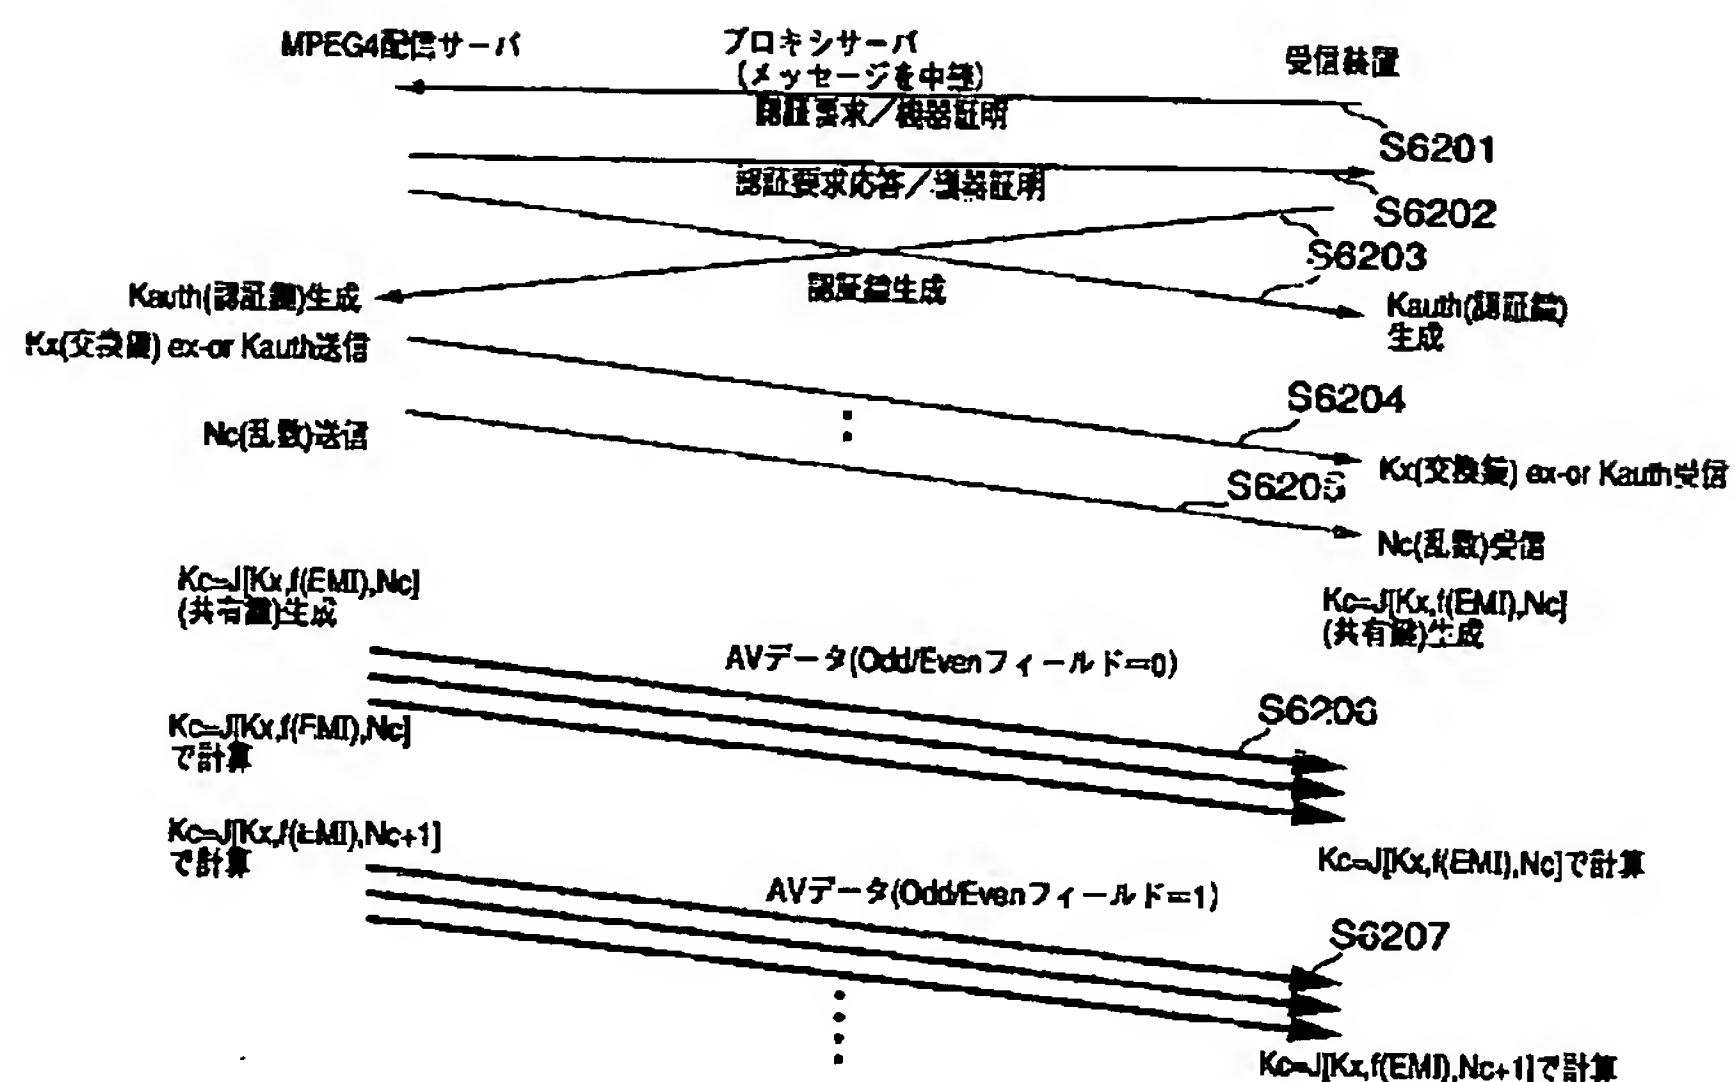 MPEG4配信サーバ
プロキシサーバ
(メッセージを中継)
受信装置
認証要求／機器証明
S6201
認証要求応答／機器証明
S6202
S6203
認証鍵生成
Kauth(認証鍵)生成
Kauth(認証鍵)
生成
Kx(交換鍵) ex-or Kauth送信
S6204
Nc(乱数)送信
Kx(交換鍵) ex-or Kauth受信
S6205
Nc(乱数)受信
Kc=J[Kx,f(EMI),Nc]
(共有鍵)生成
Kc=J[Kx,f(EMI),Nc]
(共有鍵)生成
AVデータ(Odd/Evenフィールド=0)
S6206
Kc=J[Kx,f(EMI),Nc]
で計算
Kc=J[Kx,f(EMI),Nc+1]
で計算
Kc=J[Kx,f(EMI),Nc]で計算
AVデータ(Odd/Evenフィールド=1)
S6207
Kc=J[Kx,f(EMI),Nc+1]で計算